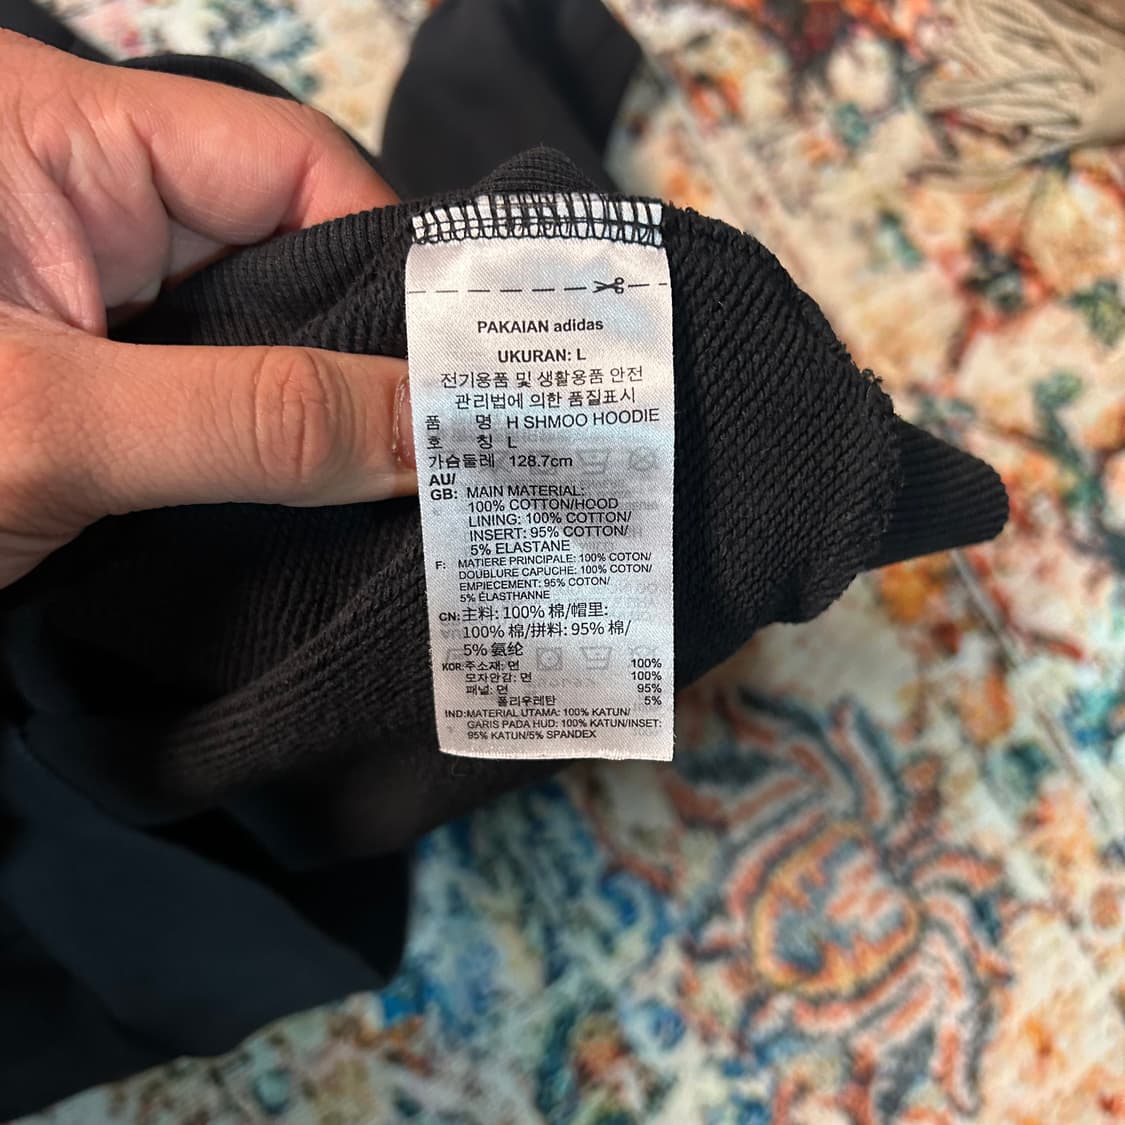 PAKAIAN adidas
UKURAN: L
전기용품 및 생활용품 안전
관리법에 의한 품질표시
품 명 H SHMOO HOODIE
호 칭 L
가슴둘레 128.7cm
AU/
GB: MAIN MATERIAL:
100% COTTON/HOOD
LINING: 100% COTTON/
INSERT: 95% COTTON/
5% ELASTANE
F: MATIERE PRINCIPALE: 100% COTON/
DOUBLURE CAPUCHE: 100% COTON/
EMPIECEMENT: 95% COTON/
5% ÉLASTHANNE
CN: 主料: 100% 棉/帽里:
100% 棉/拼料: 95% 棉/
5% 氨纶
KOR: 주소재: 면 100%
모자안감: 면 100%
패널: 면 95%
폴리우레탄 5%
IND: MATERIAL UTAMA: 100% KATUN/
GARIS PADA HUD: 100% KATUN/INSET:
95% KATUN/5% SPANDEX